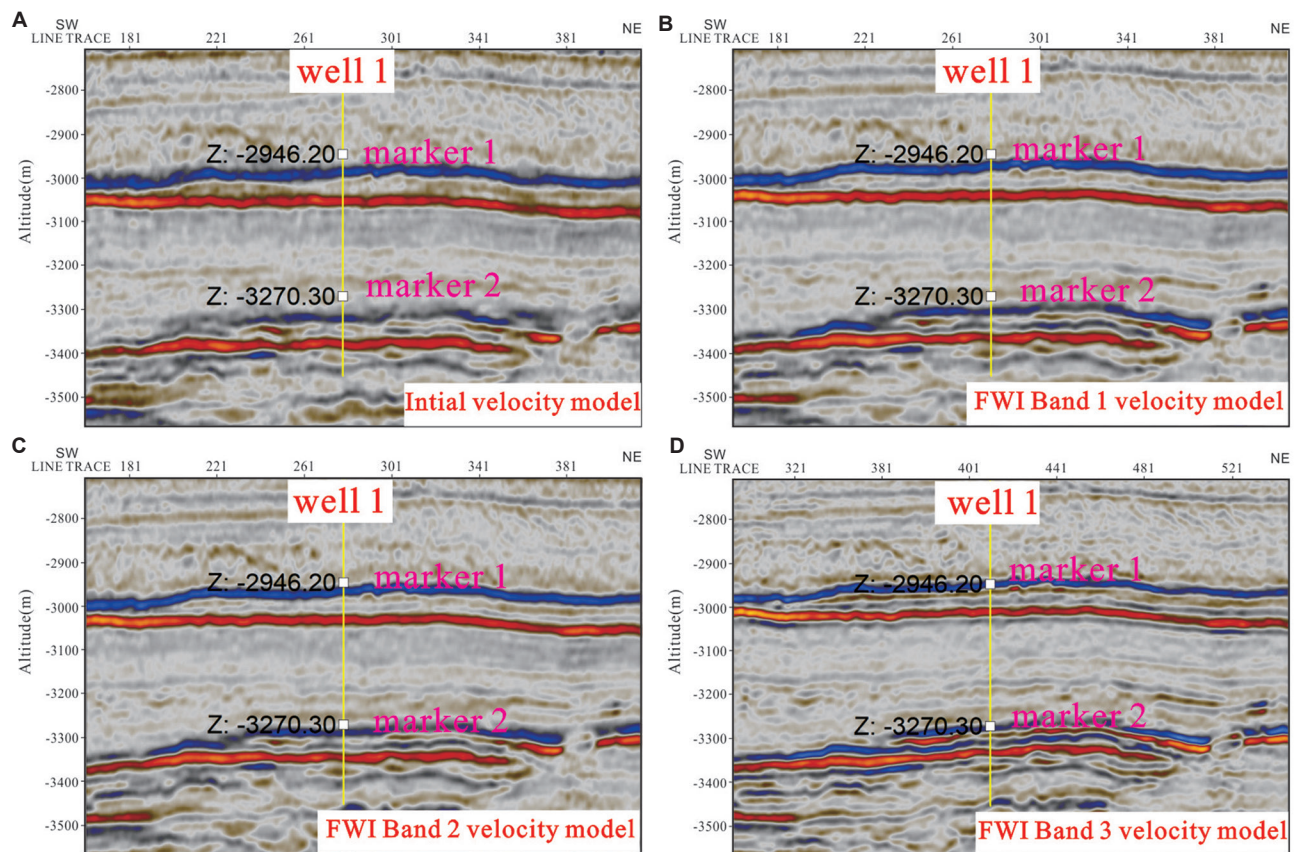 A
SW NE
LINE TRACE 181 221 261 301 341 381
well 1
-2800
-2900
Z: -2946.20 marker 1
-3000
-3100
-3200
Z: -3270.30 marker 2
-3300
-3400
-3500
Altitude(m)
Intial velocity model
B
SW NE
LINE TRACE 181 221 261 301 341 381
well 1
-2800
-2900
Z: -2946.20 marker 1
-3000
-3100
-3200
Z: -3270.30 marker 2
-3300
-3400
-3500
Altitude(m)
FWI Band 1 velocity model
C
SW NE
LINE TRACE 181 221 261 301 341 381
well 1
-2800
-2900
Z: -2946.20 marker 1
-3000
-3100
-3200
Z: -3270.30 marker 2
-3300
-3400
-3500
Altitude(m)
FWI Band 2 velocity model
D
SW NE
LINE TRACE 321 381 401 441 481 521
well 1
-2800
-2900
Z: -2946.20 marker 1
-3000
-3100
-3200
Z: -3270.30 marker 2
-3300
-3400
-3500
Altitude(m)
FWI Band 3 velocity model